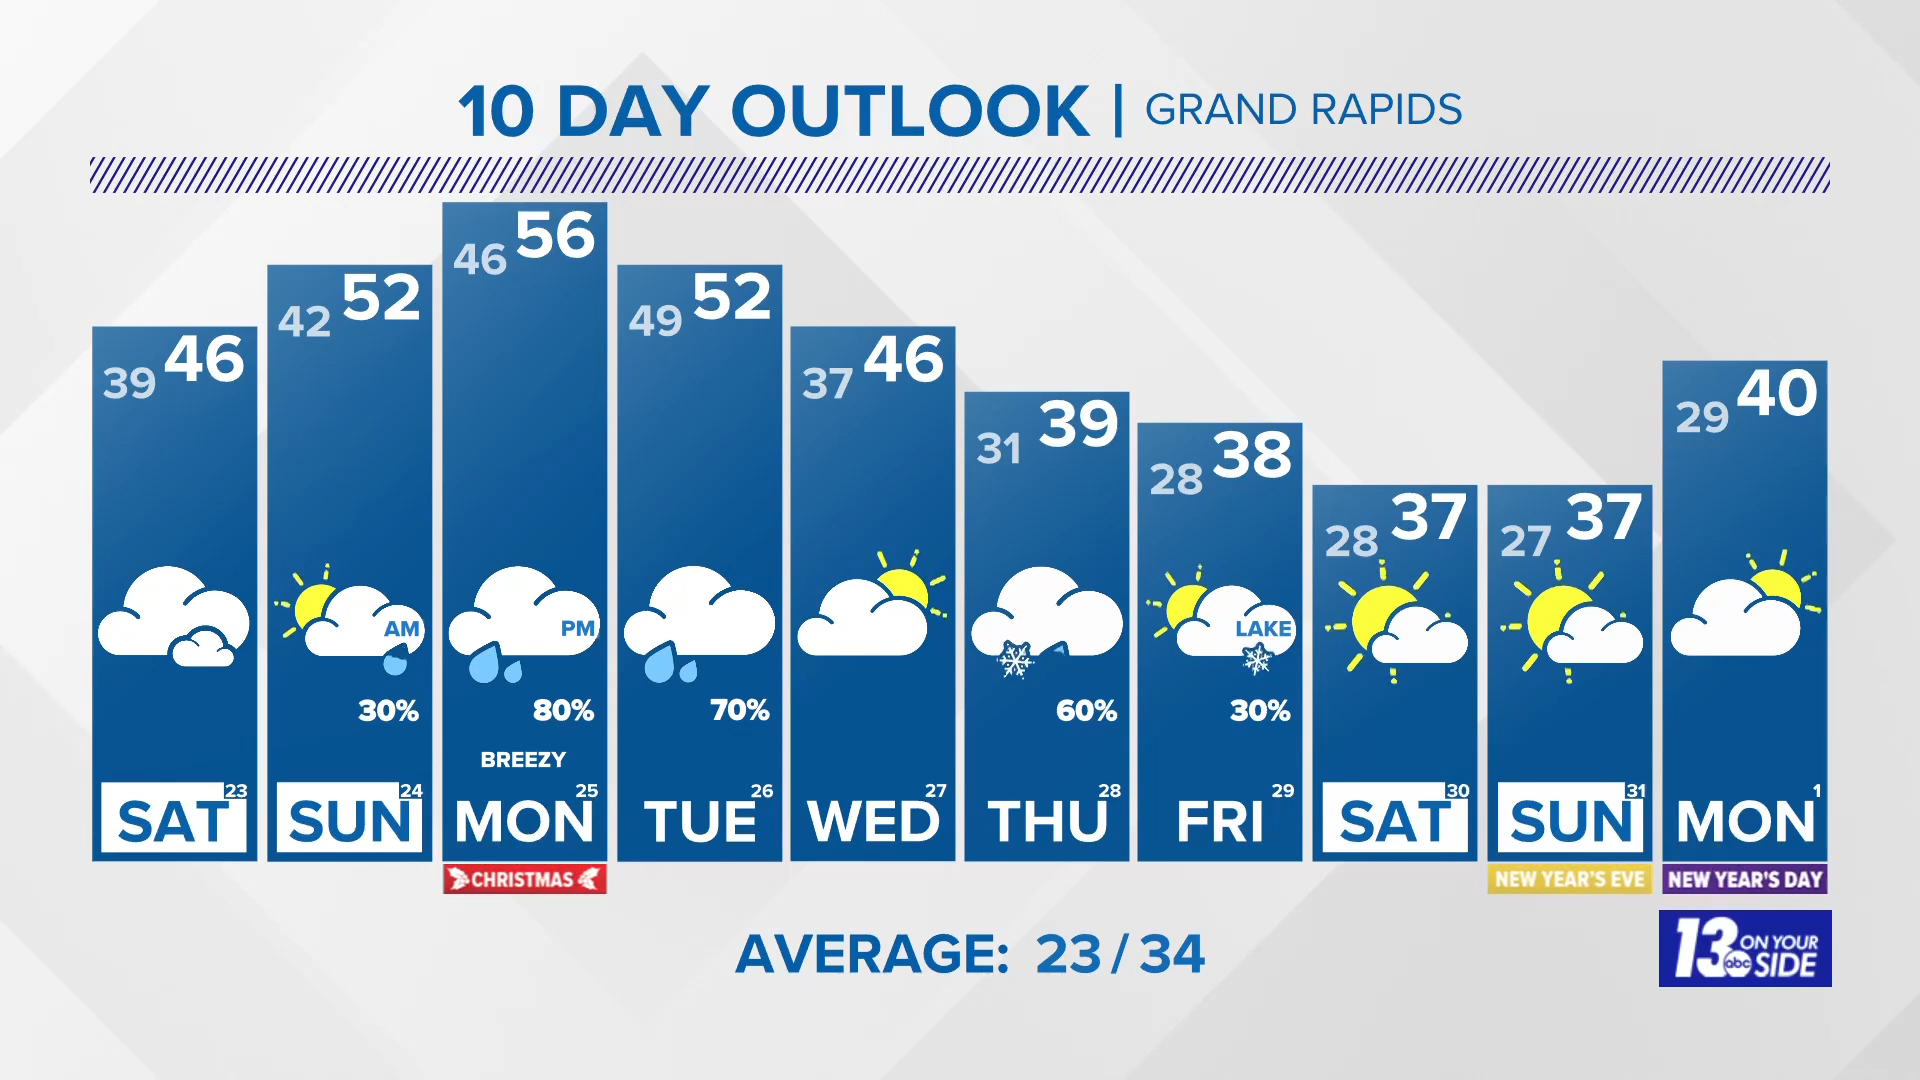 10 DAY OUTLOOK | GRAND RAPIDS
39 46
42 52
46 56
49 52
37 46
31 39
28 38
28 37
27 37
29 40
AM
PM
LAKE
30%
80%
70%
60%
30%
BREEZY
SAT 23
SUN 24
MON 25
TUE 26
WED 27
THU 28
FRI 29
SAT 30
SUN 31
MON 1
CHRISTMAS
NEW YEAR'S EVE
NEW YEAR'S DAY
AVERAGE: 23 / 34
13 abc ON YOUR SIDE